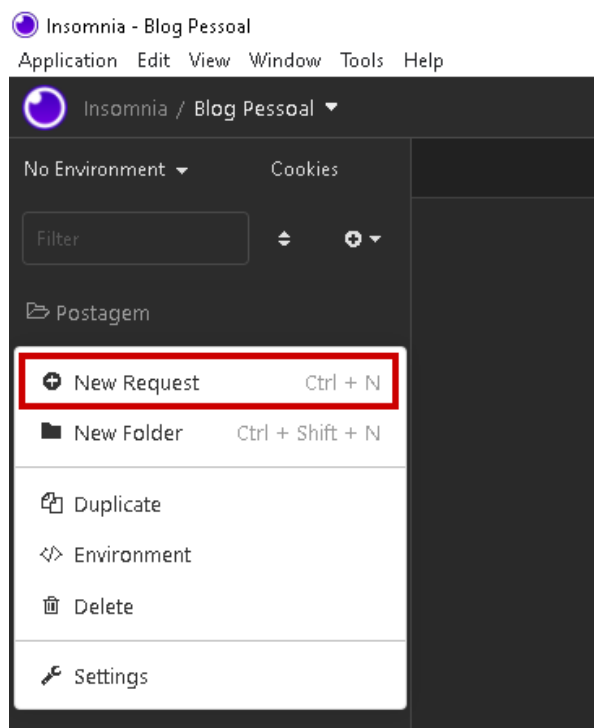 Insomnia - Blog Pessoal
Application Edit View Window Tools Help
Insomnia / Blog Pessoal
No Environment Cookies
Filter
Postagem
New Request Ctrl + N
New Folder Ctrl + Shift + N
Duplicate
</> Environment
Delete
Settings